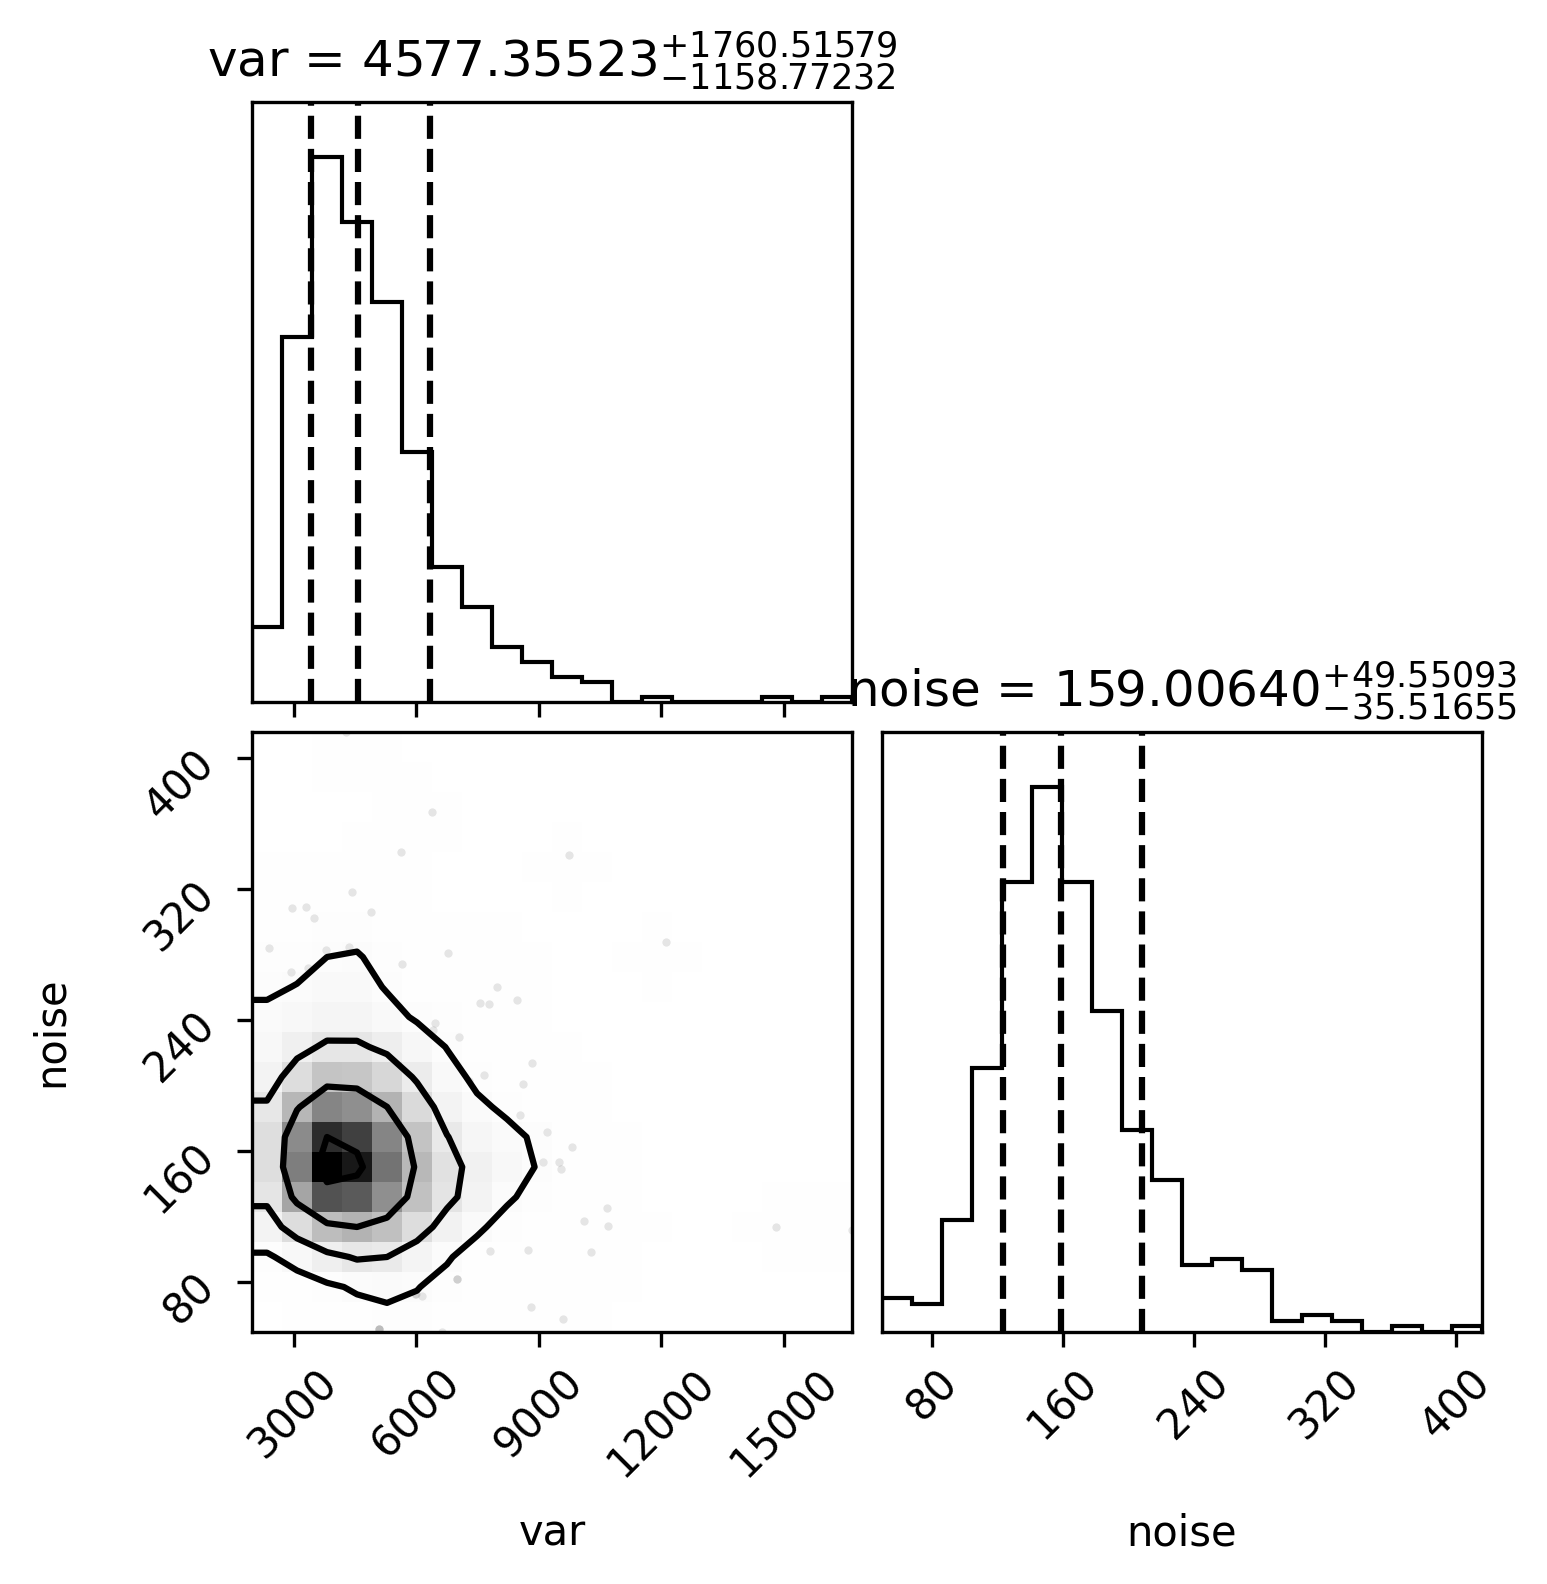 var = 4577.35523+1760.51579−1158.77232
noise = 159.00640+49.55093−35.51655
400
320
240
160
80
noise
3000 6000 9000 12000 15000
var
80 160 240 320 400
noise